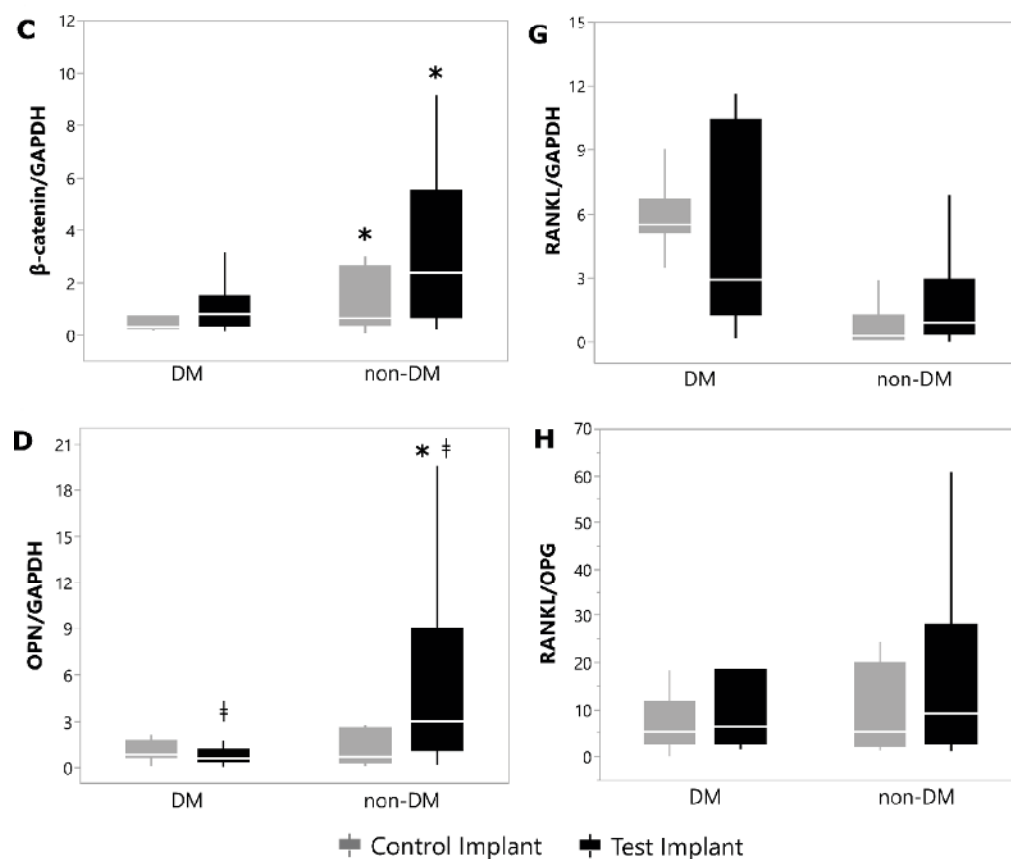 C
β-catenin/GAPDH
12
10
8
6
4
2
0
*
*
DM
non-DM
G
RANKL/GAPDH
15
12
9
6
3
0
DM
non-DM
D
OPN/GAPDH
21
18
15
12
9
6
3
0
‡
* ‡
DM
non-DM
H
RANKL/OPG
70
60
50
40
30
20
10
0
DM
non-DM
Control Implant Test Implant